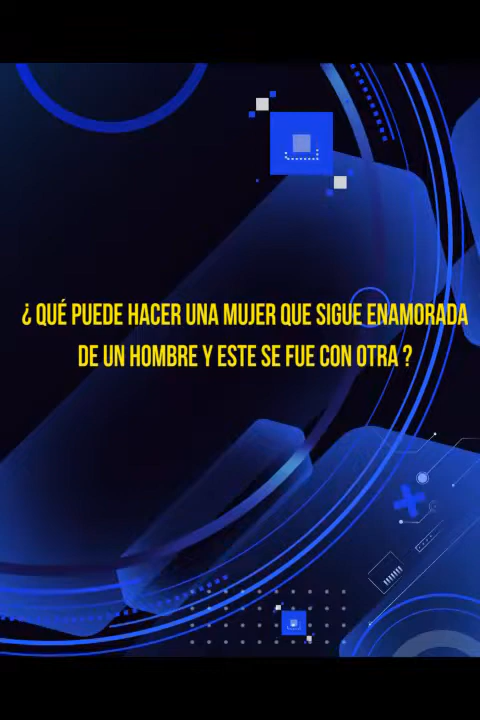 ¿ QUÉ PUEDE HACER UNA MUJER QUE SIGUE ENAMORADA
DE UN HOMBRE Y ESTE SE FUE CON OTRA ?